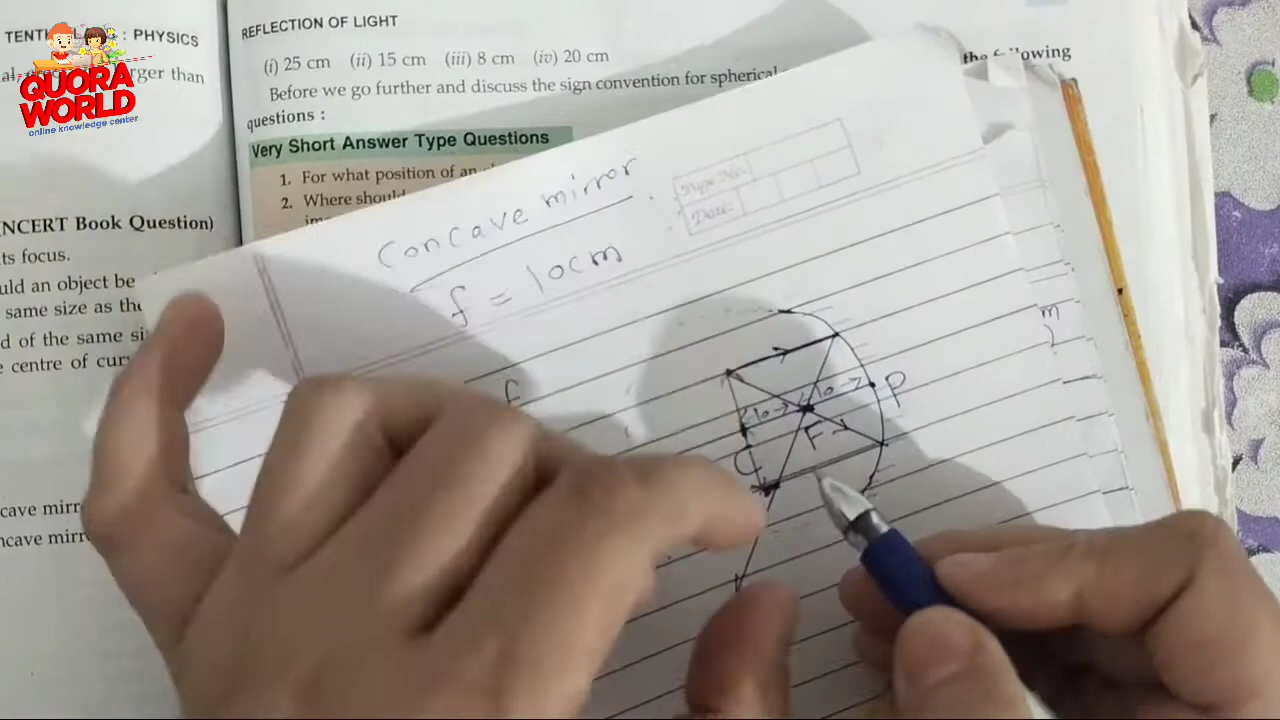 TENTH : PHYSICS
rger than
QUORA
WORLD
online knowledge center
(NCERT Book Question)
ts focus.
uld an object be
same size as the
d of the same si
e centre of cur
cave mirr
ncave mirr
REFLECTION OF LIGHT
(i) 25 cm (ii) 15 cm (iii) 8 cm (iv) 20 cm
Before we go further and discuss the sign convention for spherical
the following
questions :
Very Short Answer Type Questions
1. For what position of an
2. Where should
Concave mirror
f = 10cm
Page No.
Date
f
m
10 10
P
F
C